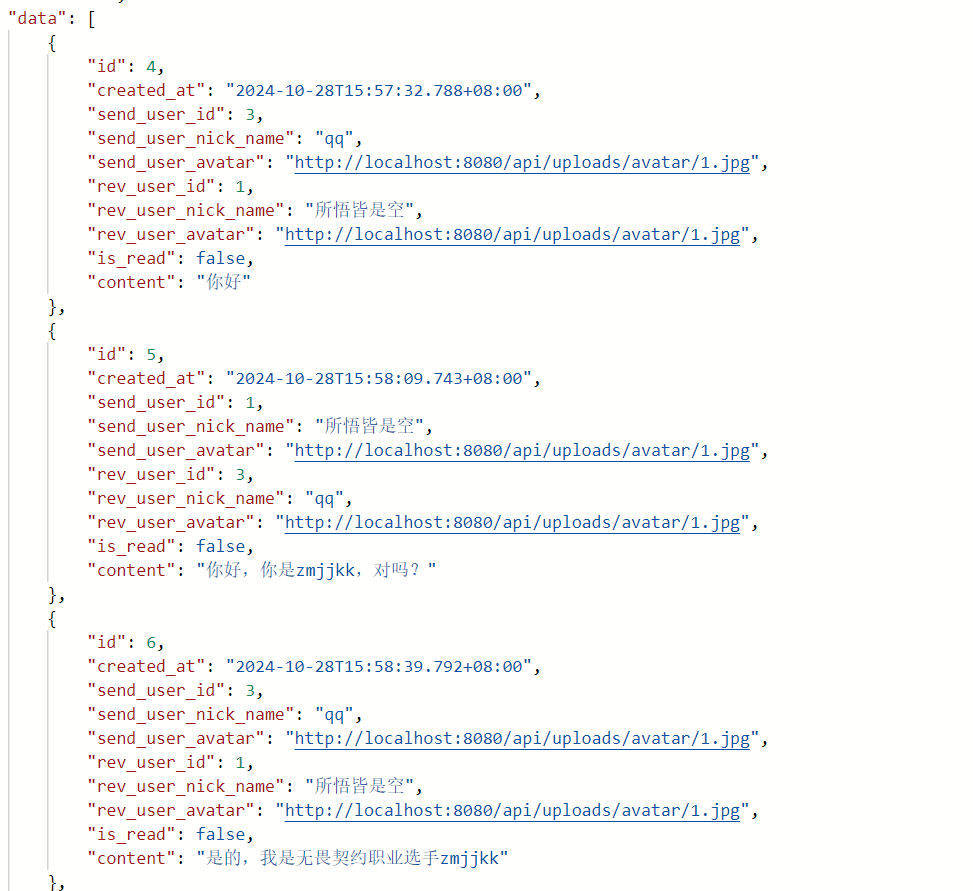 "data": [
{
"id": 4,
"created_at": "2024-10-28T15:57:32.788+08:00",
"send_user_id": 3,
"send_user_nick_name": "qq",
"send_user_avatar": "http://localhost:8080/api/uploads/avatar/1.jpg",
"rev_user_id": 1,
"rev_user_nick_name": "所悟皆是空",
"rev_user_avatar": "http://localhost:8080/api/uploads/avatar/1.jpg",
"is_read": false,
"content": "你好"
},
{
"id": 5,
"created_at": "2024-10-28T15:58:09.743+08:00",
"send_user_id": 1,
"send_user_nick_name": "所悟皆是空",
"send_user_avatar": "http://localhost:8080/api/uploads/avatar/1.jpg",
"rev_user_id": 3,
"rev_user_nick_name": "qq",
"rev_user_avatar": "http://localhost:8080/api/uploads/avatar/1.jpg",
"is_read": false,
"content": "你好，你是zmjjkk，对吗？"
},
{
"id": 6,
"created_at": "2024-10-28T15:58:39.792+08:00",
"send_user_id": 3,
"send_user_nick_name": "qq",
"send_user_avatar": "http://localhost:8080/api/uploads/avatar/1.jpg",
"rev_user_id": 1,
"rev_user_nick_name": "所悟皆是空",
"rev_user_avatar": "http://localhost:8080/api/uploads/avatar/1.jpg",
"is_read": false,
"content": "是的，我是无畏契约职业选手zmjjkk"
},